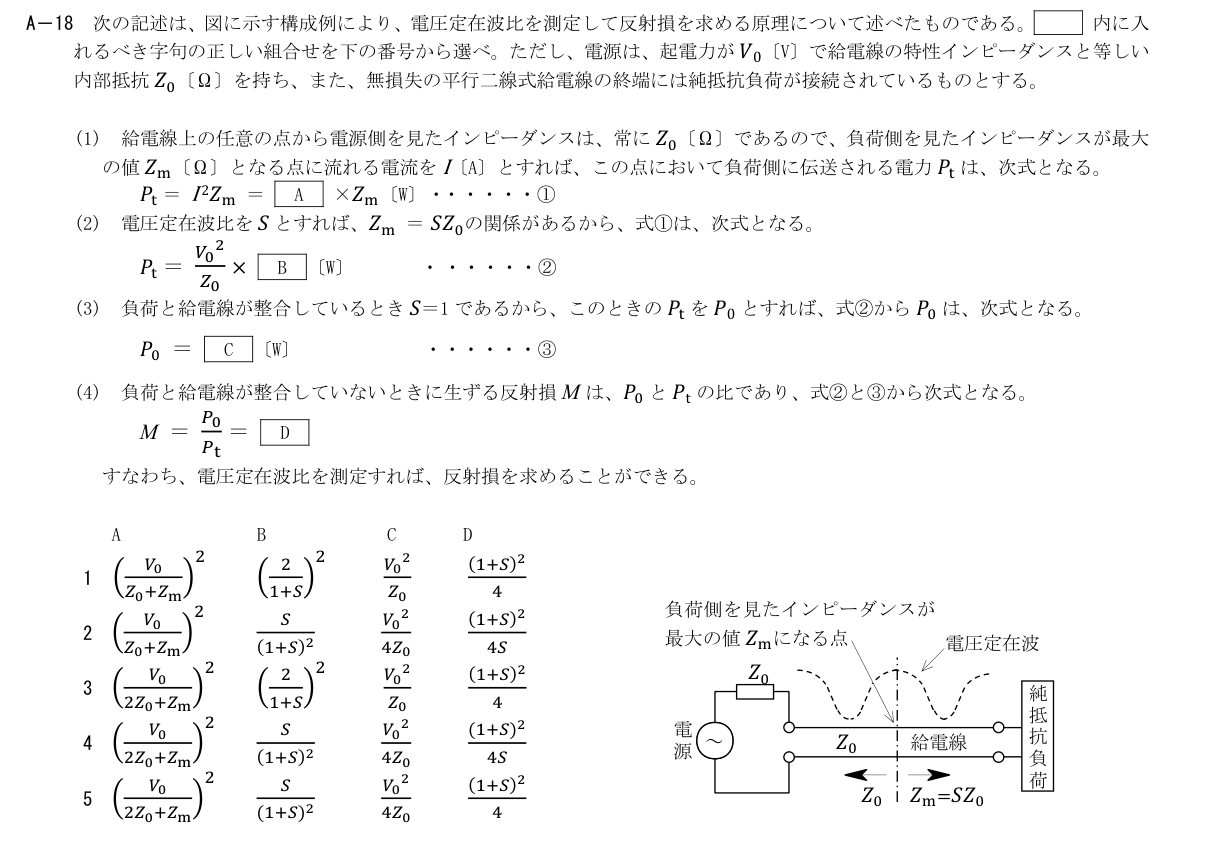 A－18 次の記述は、図に示す構成例により、電圧定在波比を測定して反射損を求める原理について述べたものである。□ 内に入
れるべき字句の正しい組合せを下の番号から選べ。ただし、電源は、起電力が V₀〔V〕で給電線の特性インピーダンスと等しい
内部抵抗 Z₀〔Ω〕を持ち、また、無損失の平行二線式給電線の終端には純抵抗負荷が接続されているものとする。
(1) 給電線上の任意の点から電源側を見たインピーダンスは、常に Z₀〔Ω〕であるので、負荷側を見たインピーダンスが最大
の値 Zₘ〔Ω〕となる点に流れる電流を I〔A〕とすれば、この点において負荷側に伝送される電力 Pₜ は、次式となる。
Pₜ = I²Zₘ = A ×Zₘ〔W〕 ・・・・・・①
(2) 電圧定在波比を S とすれば、Zₘ = SZ₀の関係があるから、式①は、次式となる。
Pₜ = V₀²/Z₀ × B〔W〕 ・・・・・・②
(3) 負荷と給電線が整合しているとき S＝1 であるから、このときの Pₜ を P₀ とすれば、式②から P₀ は、次式となる。
P₀ = C〔W〕 ・・・・・・③
(4) 負荷と給電線が整合していないときに生ずる反射損 M は、P₀ と Pₜ の比であり、式②と③から次式となる。
M = P₀/Pₜ = D
すなわち、電圧定在波比を測定すれば、反射損を求めることができる。
A B C D
1 (V₀/(Z₀+Zₘ))² (2/(1+S))² V₀²/Z₀ (1+S)²/4
2 (V₀/(Z₀+Zₘ))² S/(1+S)² V₀²/4Z₀ (1+S)²/4S
3 (V₀/(2Z₀+Zₘ))² (2/(1+S))² V₀²/Z₀ (1+S)²/4
4 (V₀/(2Z₀+Zₘ))² S/(1+S)² V₀²/4Z₀ (1+S)²/4S
5 (V₀/(2Z₀+Zₘ))² S/(1+S)² V₀²/4Z₀ (1+S)²/4
負荷側を見たインピーダンスが
最大の値 Zₘになる点
電圧定在波
Z₀
電源
～
Z₀
給電線
純抵抗負荷
Z₀
Zₘ=SZ₀